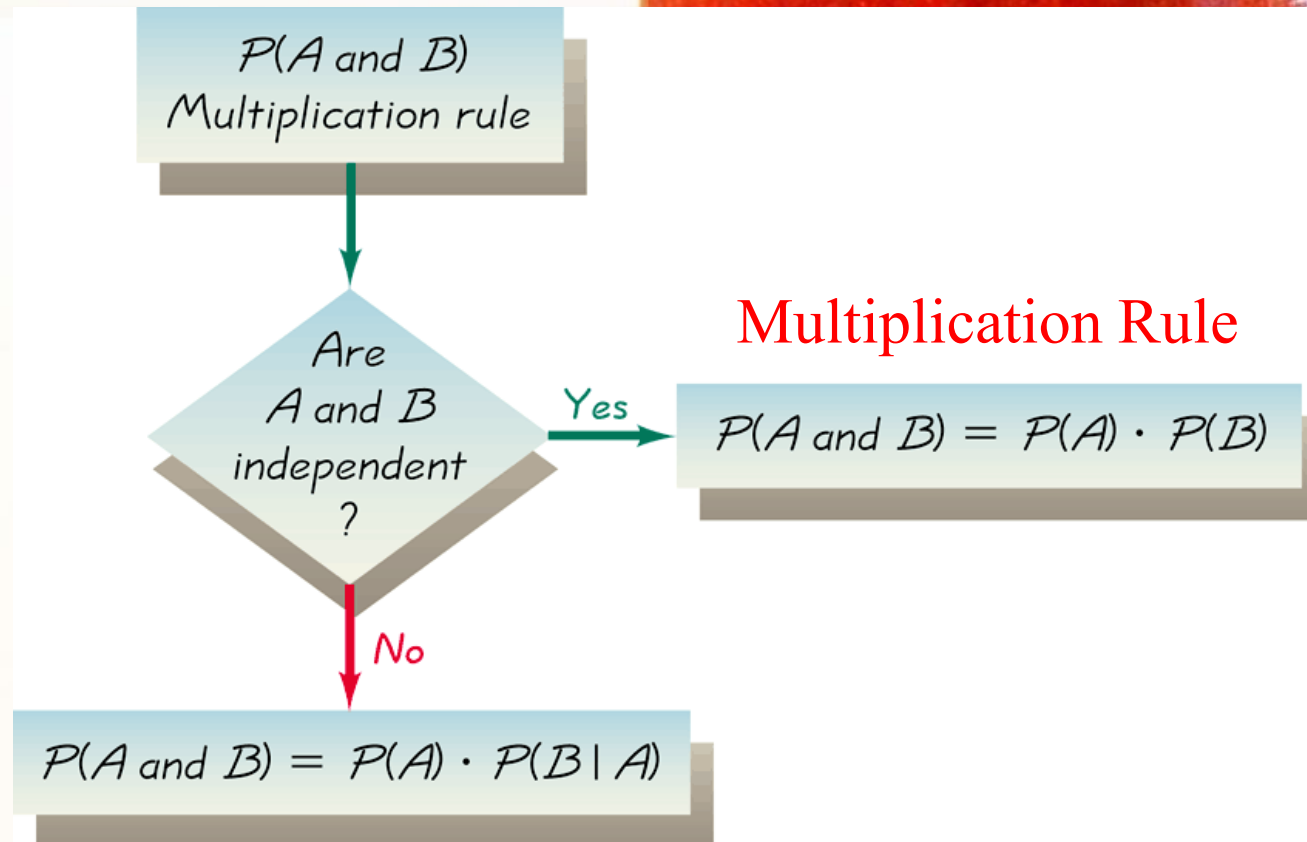 P(A and B)
Multiplication rule
Are
A and B
independent
?
Yes
Multiplication Rule
P(A and B) = P(A) · P(B)
No
P(A and B) = P(A) · P(B | A)